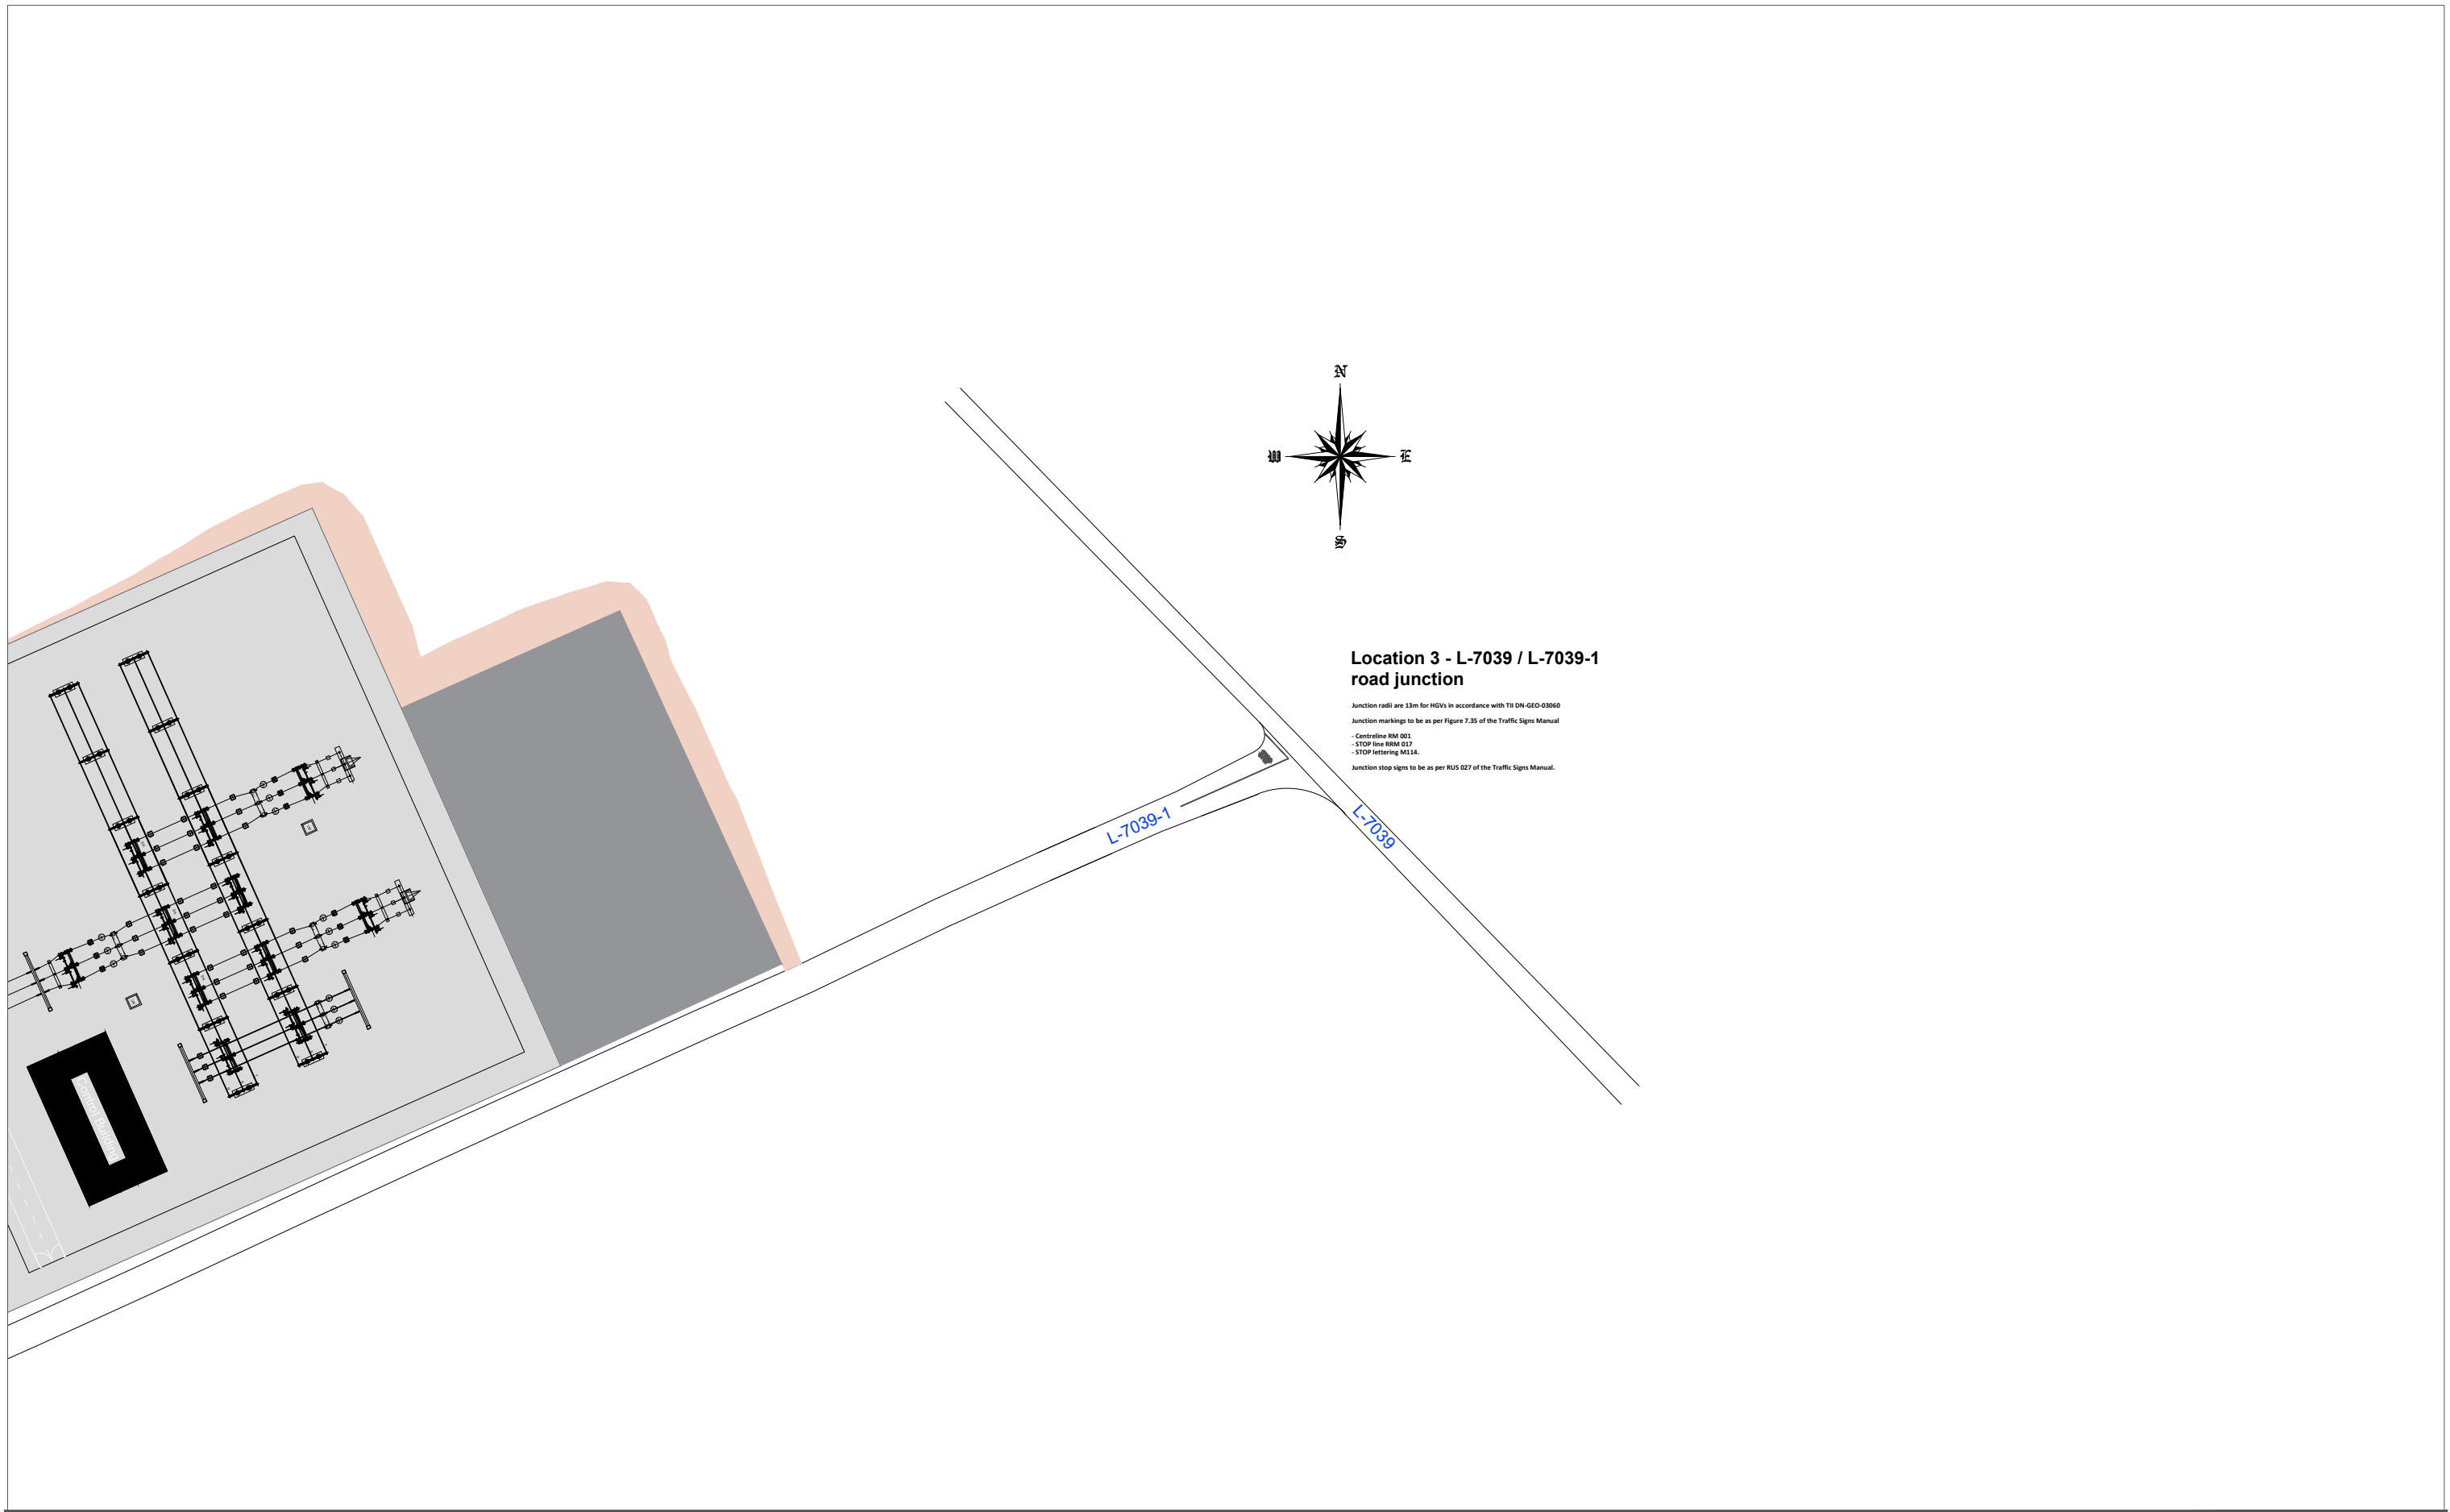 N
W E
S
Location 3 - L-7039 / L-7039-1
road junction
Junction radii are 13m for HGVs in accordance with TII DN-GEO-03060
Junction markings to be as per Figure 7.35 of the Traffic Signs Manual
- Centreline RM 001
- STOP line RRM 017
- STOP lettering M114.
Junction stop signs to be as per RUS 027 of the Traffic Signs Manual.
L-7039-1
L-7039
Control Building